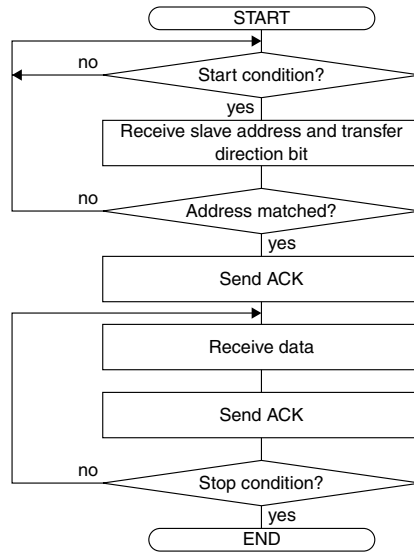 START
no
Start condition?
yes
Receive slave address and transfer
direction bit
no
Address matched?
yes
Send ACK
Receive data
Send ACK
no
Stop condition?
yes
END